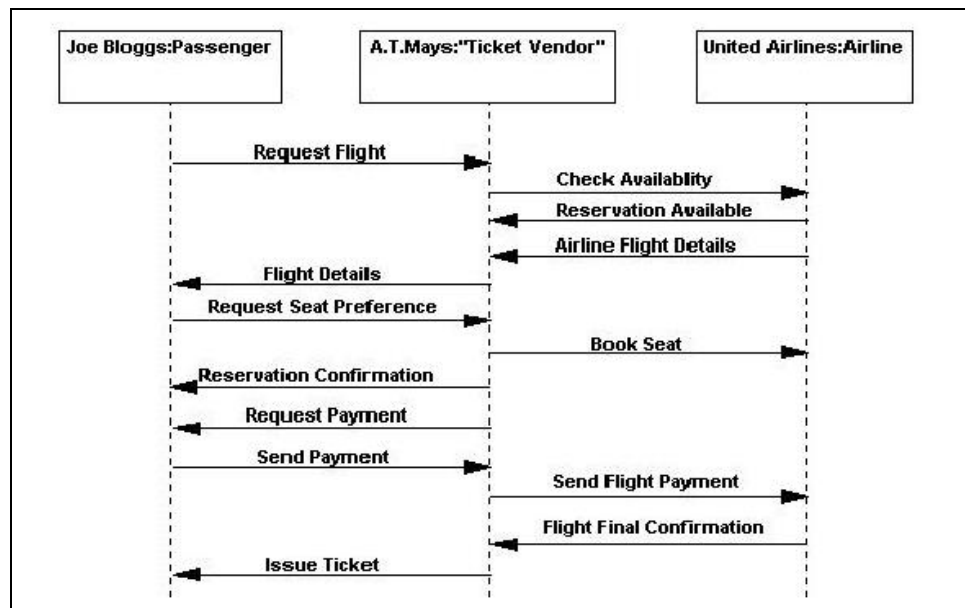 Joe Bloggs:Passenger
A.T.Mays:"Ticket Vendor"
United Airlines:Airline
Request Flight
Check Availablity
Reservation Available
Airline Flight Details
Flight Details
Request Seat Preference
Book Seat
Reservation Confirmation
Request Payment
Send Payment
Send Flight Payment
Flight Final Confirmation
Issue Ticket